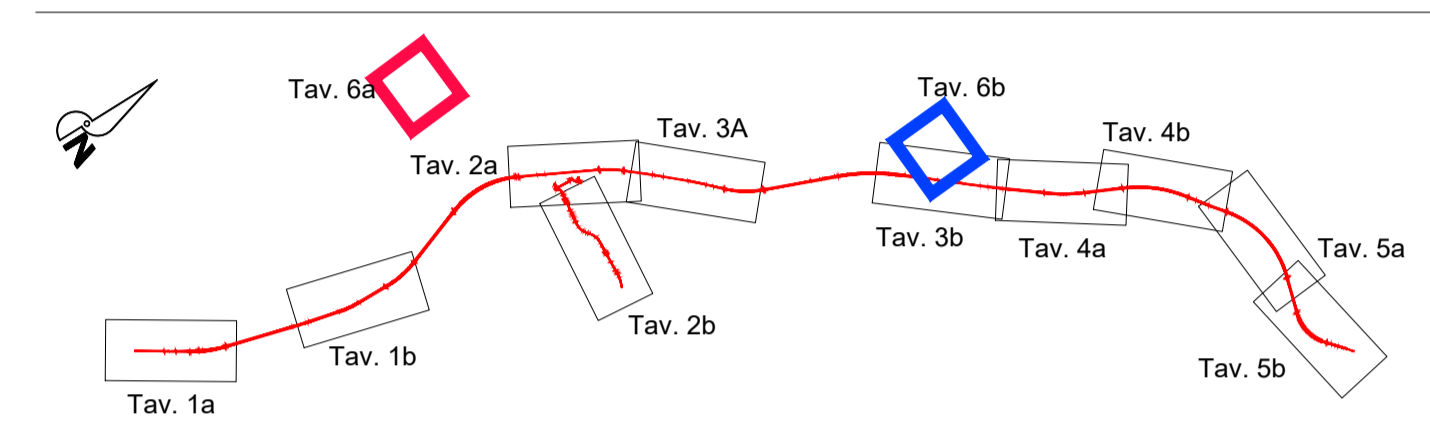 Tav. 6a
Tav. 6b
N
Tav. 3A
Tav. 4b
Tav. 2a
Tav. 3b
Tav. 4a
Tav. 5a
Tav. 2b
Tav. 1b
Tav. 5b
Tav. 1a